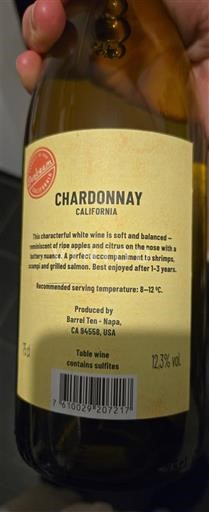 CHARDONNAY
CALIFORNIA
This characterful white wine is soft and balanced –
reminiscent of ripe apples and citrus on the nose with a
buttery nuance. A perfect accompaniment to shrimps,
scampi and grilled salmon. Best enjoyed after 1-3 years.
Recommended serving temperature: 8–12 °C.
Produced by
Barrel Ten - Napa,
CA 94558, USA
75 cl
Table wine
contains sulfites
12,3% vol.
7 610029 207217